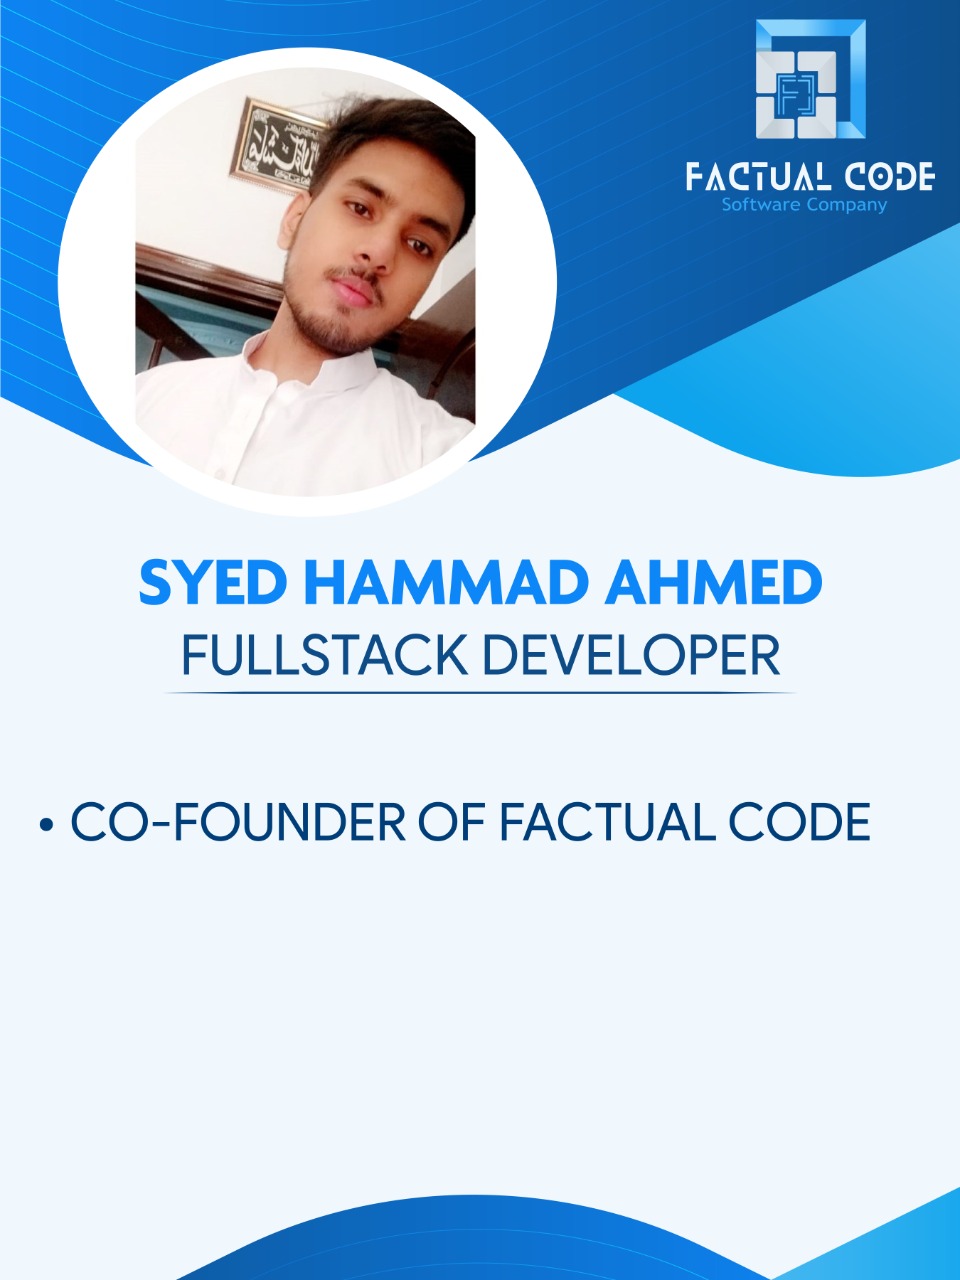 FACTUAL CODE
Software Company
SYED HAMMAD AHMED
FULLSTACK DEVELOPER
• CO-FOUNDER OF FACTUAL CODE